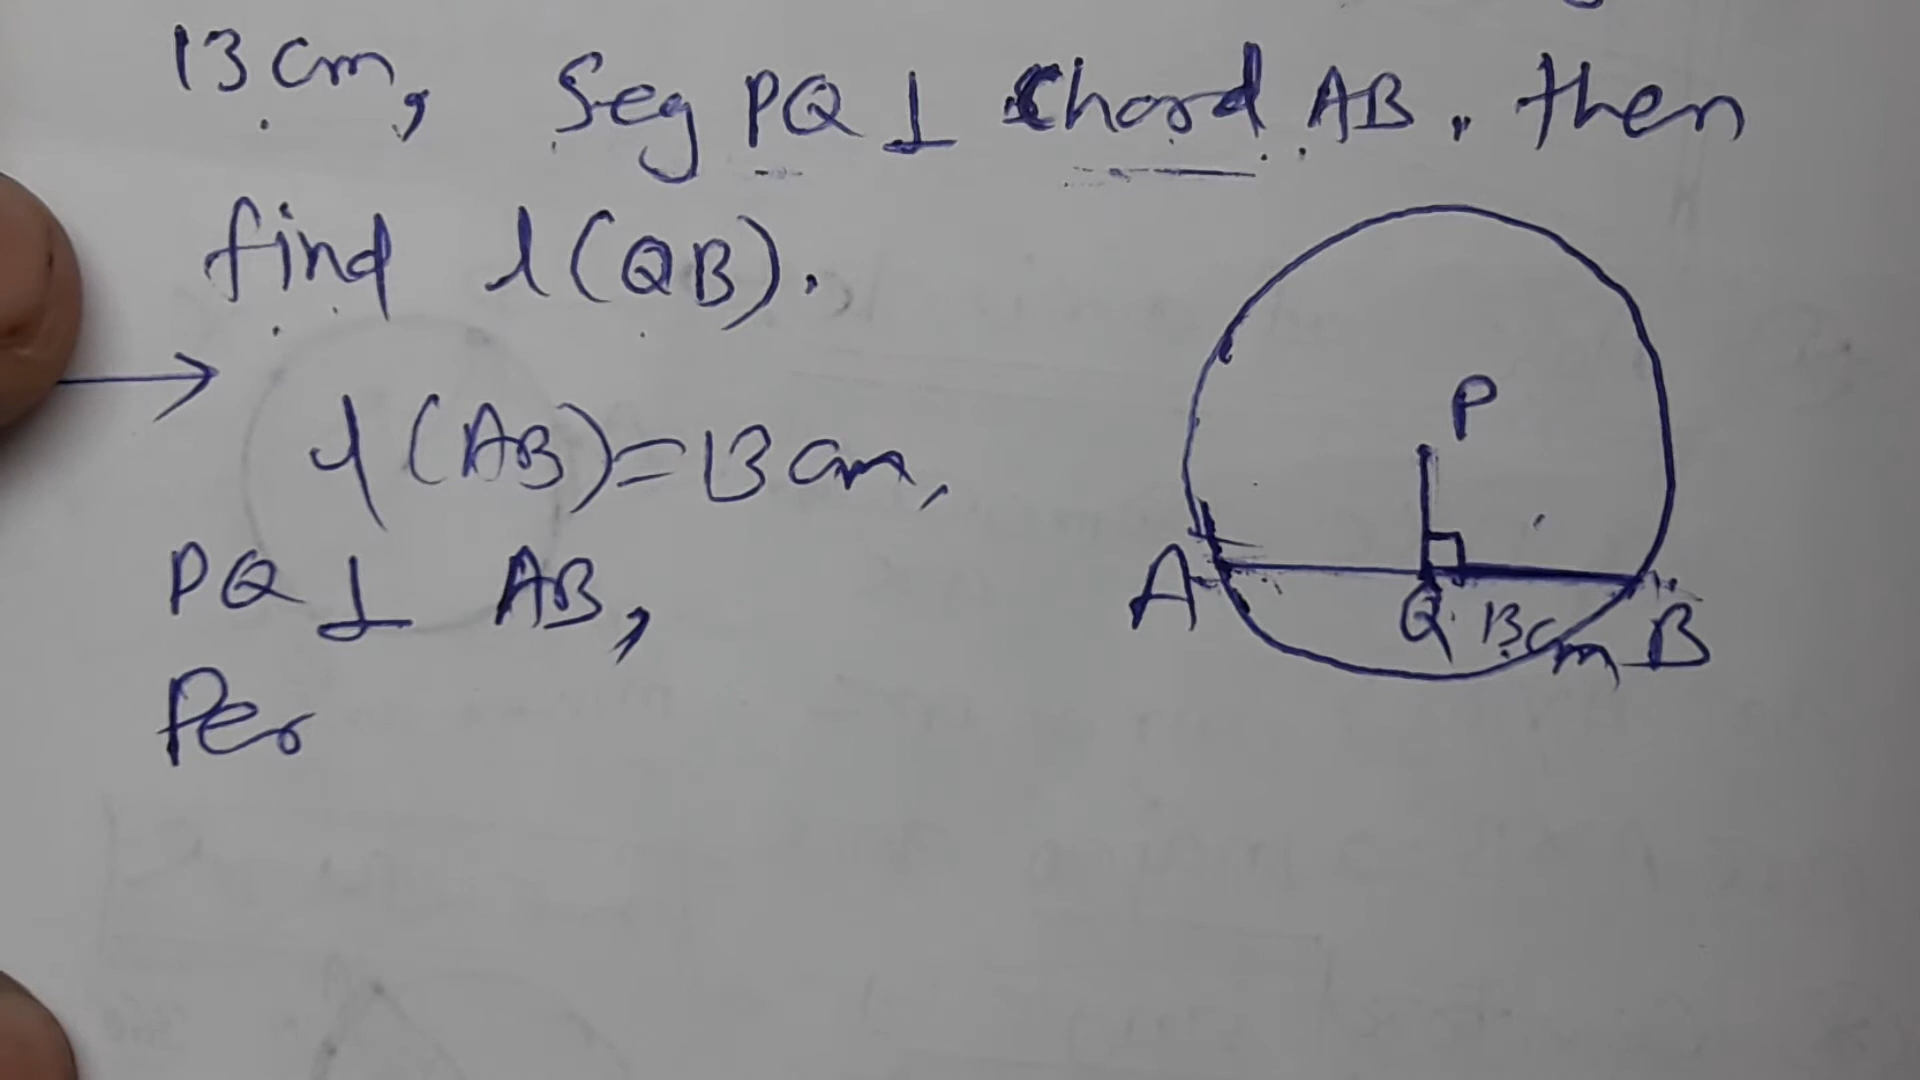 13 cm, Seg PQ ⊥ chord AB. then
find l(QB).
l(AB)=13 cm,
PQ ⊥ AB,
Per
P
A
Q 13cm B